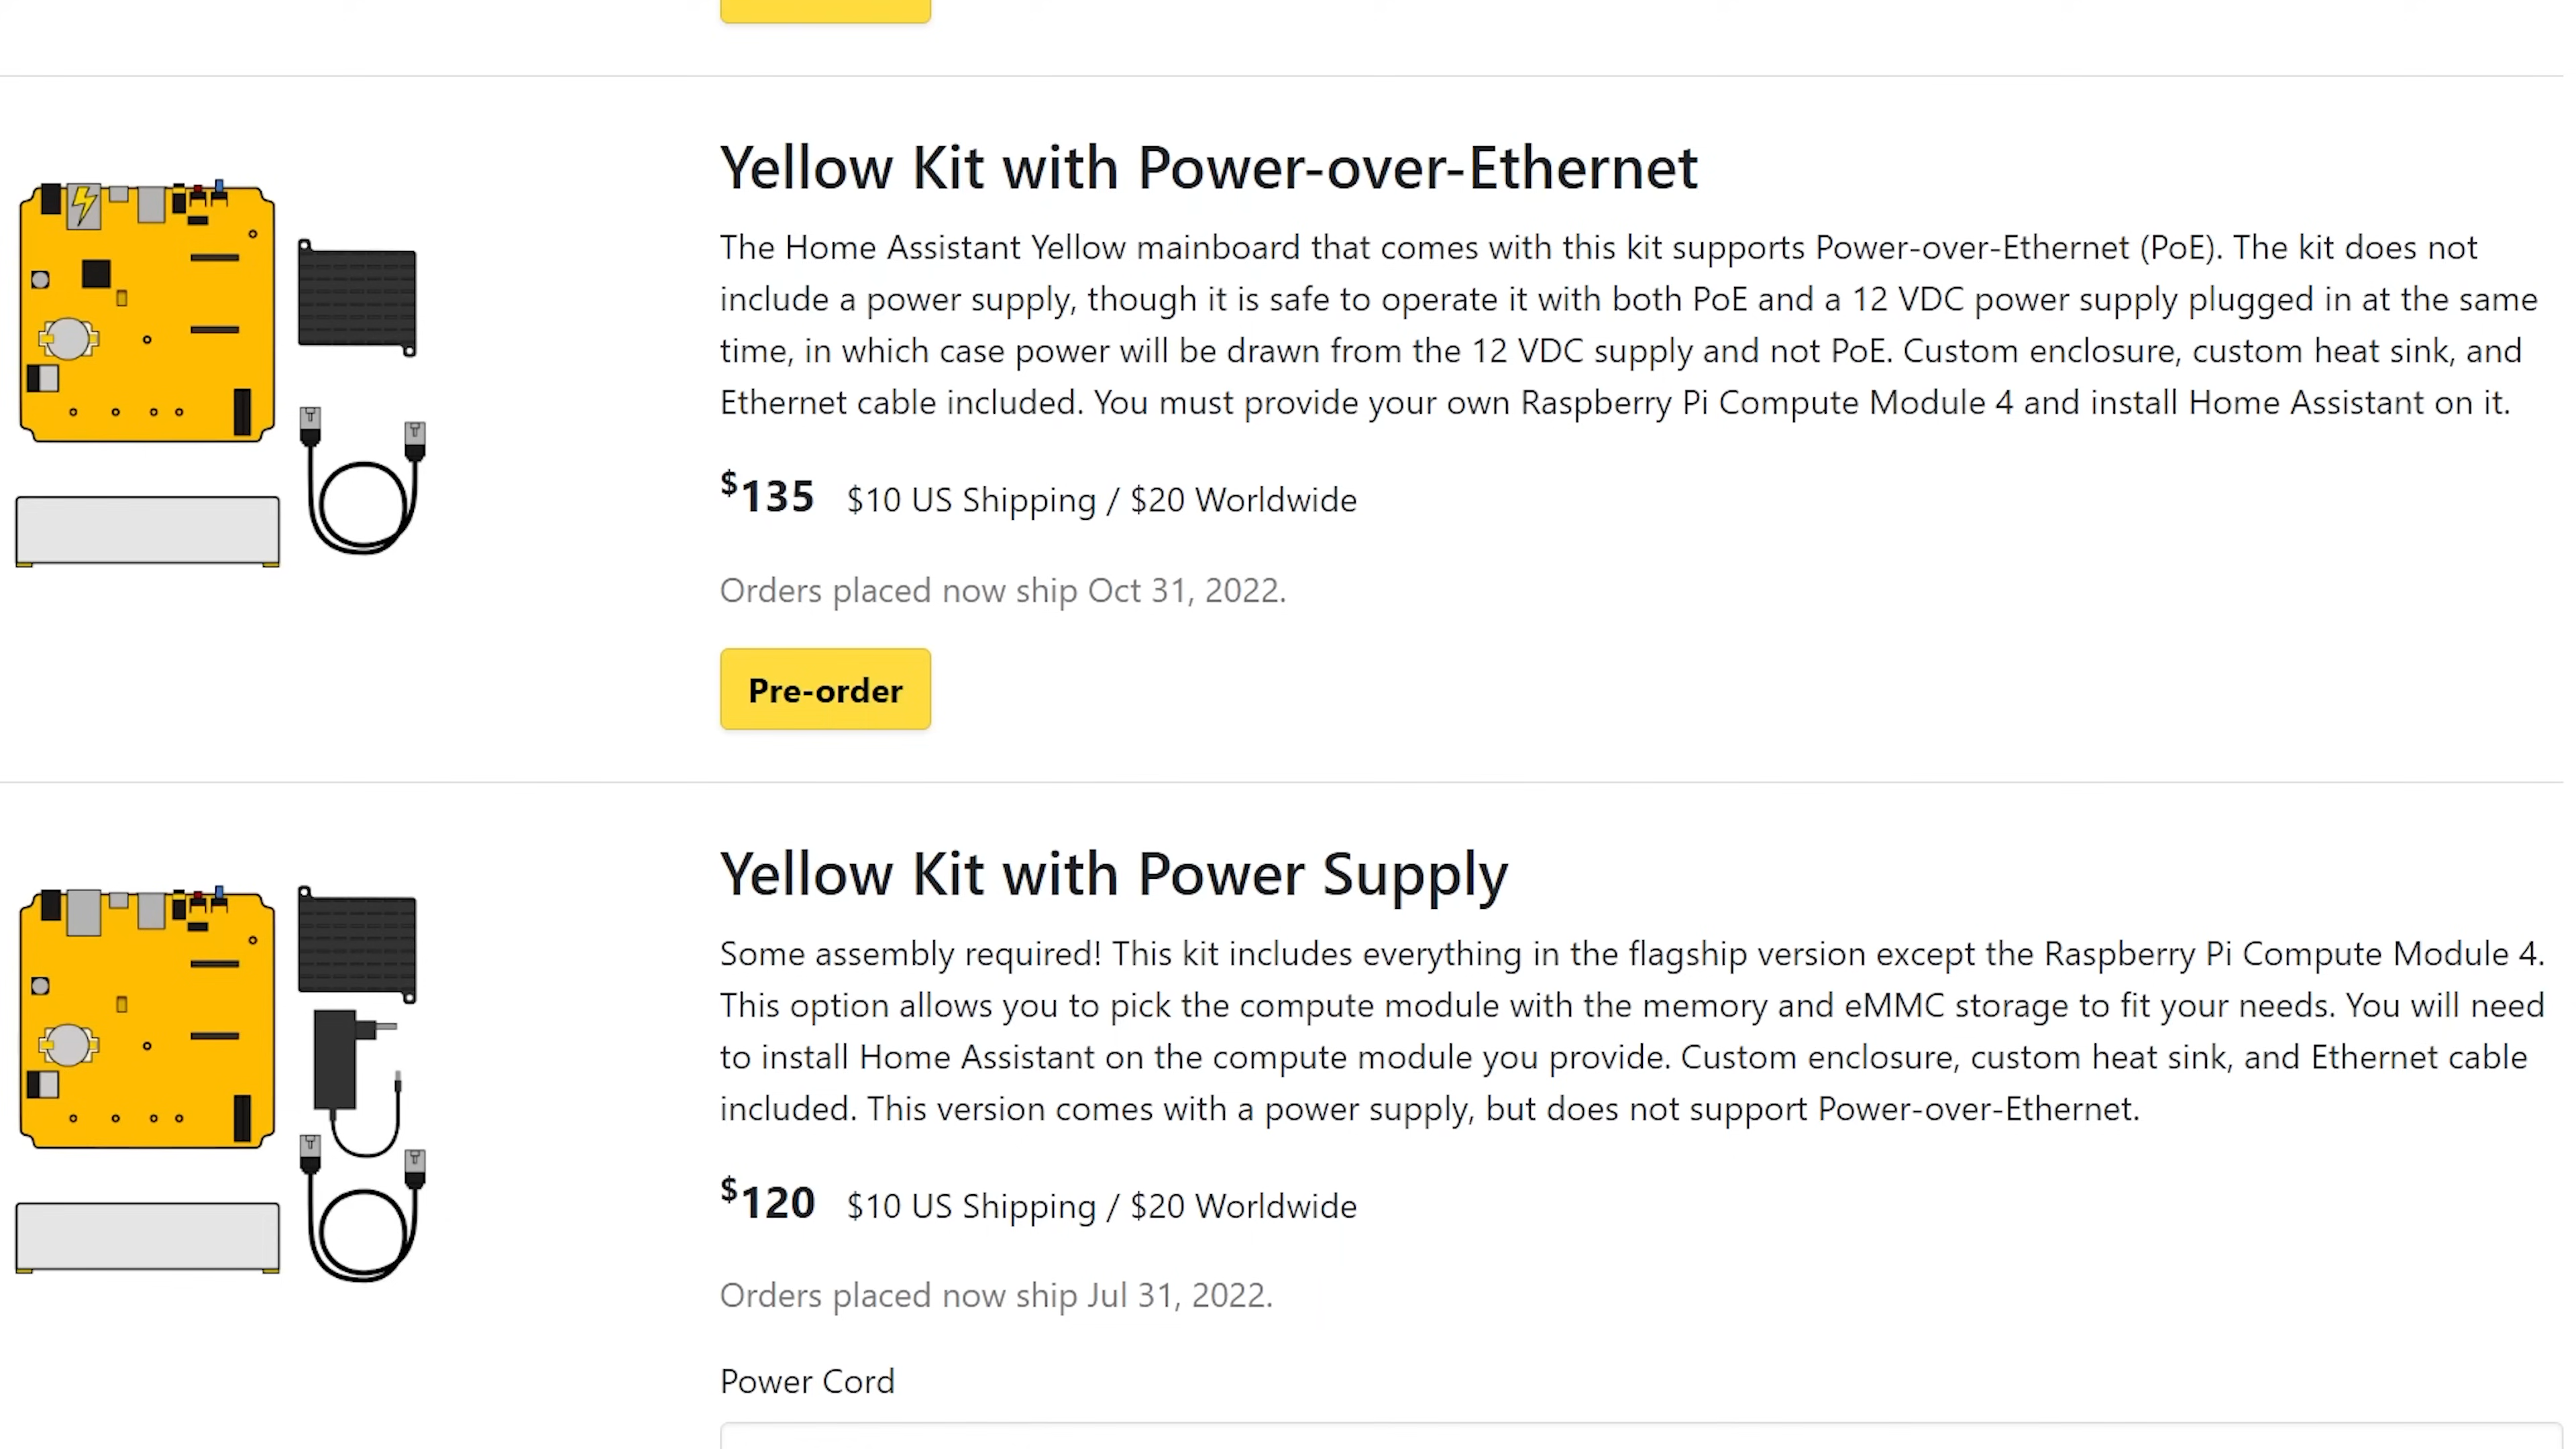 Yellow Kit with Power-over-Ethernet
The Home Assistant Yellow mainboard that comes with this kit supports Power-over-Ethernet (PoE). The kit does not
include a power supply, though it is safe to operate it with both PoE and a 12 VDC power supply plugged in at the same
time, in which case power will be drawn from the 12 VDC supply and not PoE. Custom enclosure, custom heat sink, and
Ethernet cable included. You must provide your own Raspberry Pi Compute Module 4 and install Home Assistant on it.
$135 $10 US Shipping / $20 Worldwide
Orders placed now ship Oct 31, 2022.
Pre-order
Yellow Kit with Power Supply
Some assembly required! This kit includes everything in the flagship version except the Raspberry Pi Compute Module 4.
This option allows you to pick the compute module with the memory and eMMC storage to fit your needs. You will need
to install Home Assistant on the compute module you provide. Custom enclosure, custom heat sink, and Ethernet cable
included. This version comes with a power supply, but does not support Power-over-Ethernet.
$120 $10 US Shipping / $20 Worldwide
Orders placed now ship Jul 31, 2022.
Power Cord